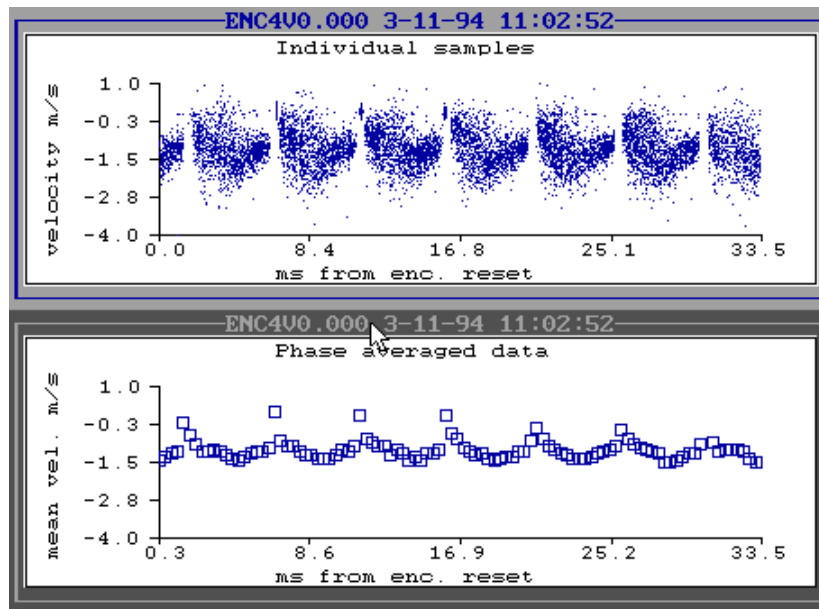 ENC4V0.000 3-11-94 11:02:52
Individual samples
velocity m/s
1.0
-0.3
-1.5
-2.8
-4.0
0.0 8.4 16.8 25.1 33.5
ms from enc. reset
ENC4V0.000 3-11-94 11:02:52
Phase averaged data
mean vel. m/s
1.0
-0.3
-1.5
-2.8
-4.0
0.3 8.6 16.9 25.2 33.5
ms from enc. reset